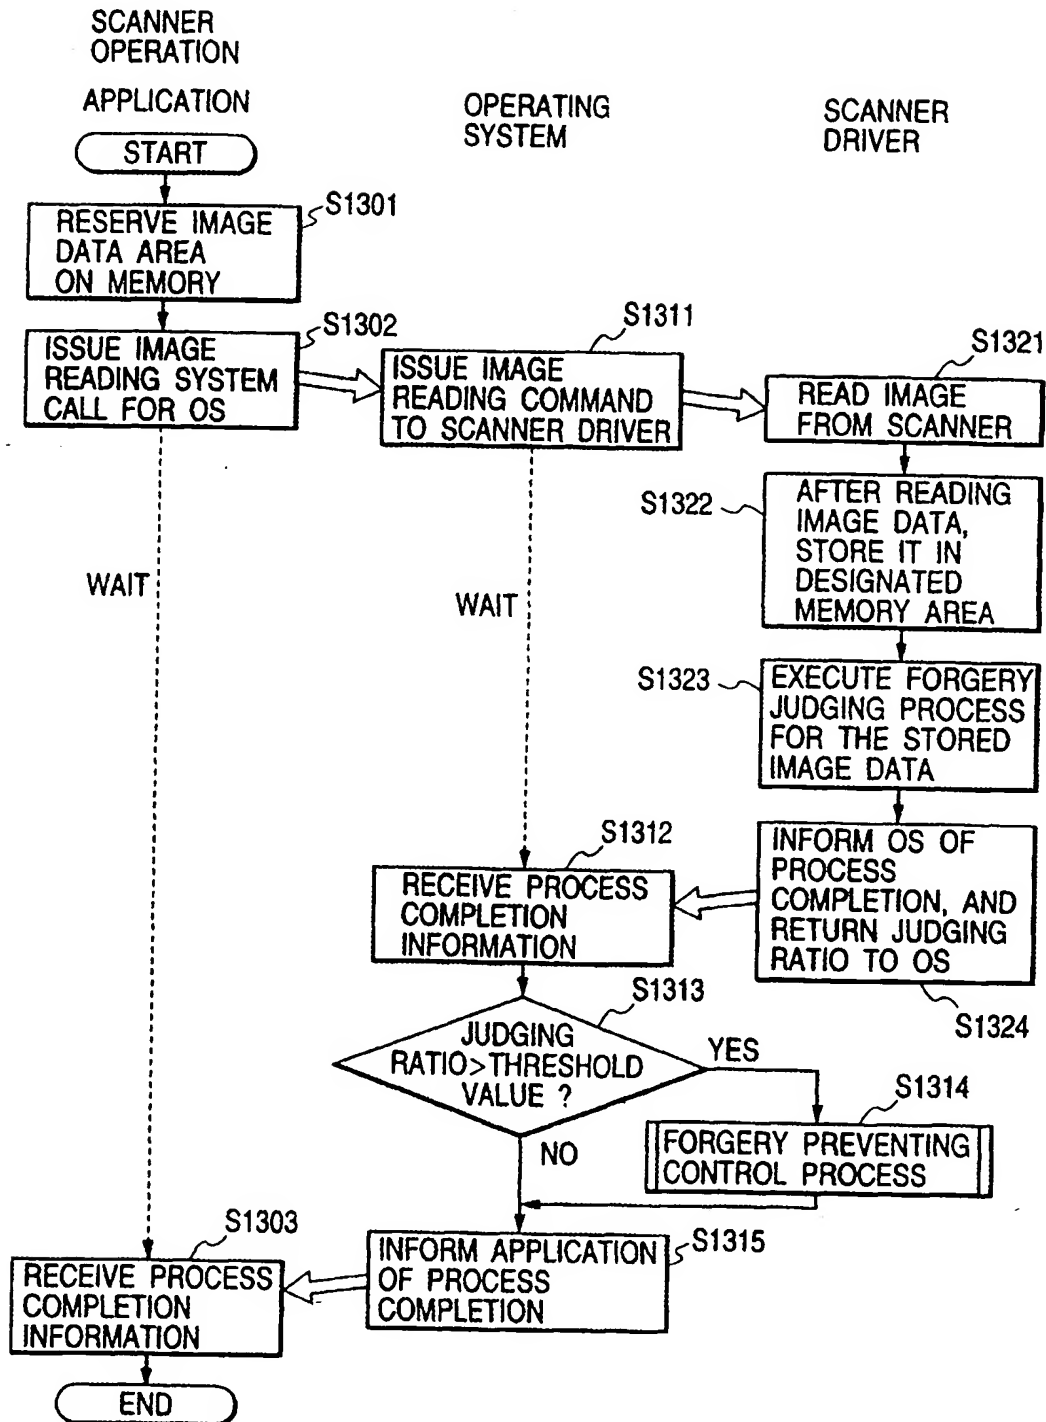 SCANNER
OPERATION
APPLICATION
OPERATING
SYSTEM
SCANNER
DRIVER
START
S1301
RESERVE IMAGE
DATA AREA
ON MEMORY
S1302
ISSUE IMAGE
READING SYSTEM
CALL FOR OS
S1311
ISSUE IMAGE
READING COMMAND
TO SCANNER DRIVER
S1321
READ IMAGE
FROM SCANNER
S1322
AFTER READING
IMAGE DATA,
STORE IT IN
DESIGNATED
MEMORY AREA
WAIT
WAIT
S1323
EXECUTE FORGERY
JUDGING PROCESS
FOR THE STORED
IMAGE DATA
S1312
RECEIVE PROCESS
COMPLETION
INFORMATION
INFORM OS OF
PROCESS
COMPLETION, AND
RETURN JUDGING
RATIO TO OS
S1324
S1313
JUDGING
RATIO>THRESHOLD
VALUE ?
YES
NO
S1314
FORGERY PREVENTING
CONTROL PROCESS
S1303
RECEIVE PROCESS
COMPLETION
INFORMATION
S1315
INFORM APPLICATION
OF PROCESS
COMPLETION
END